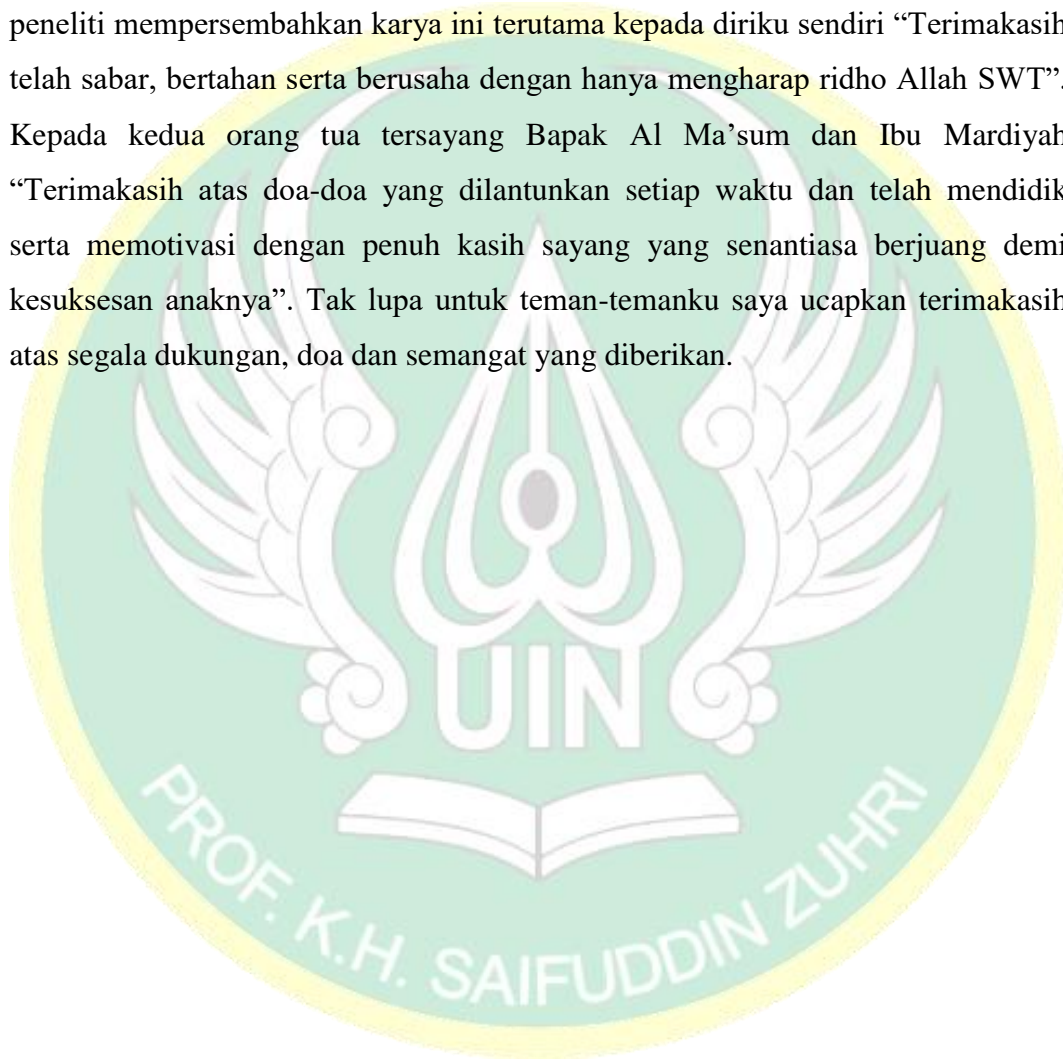 peneliti mempersembahkan karya ini terutama kepada diriku sendiri “Terimakasih
telah sabar, bertahan serta berusaha dengan hanya mengharap ridho Allah SWT”.
Kepada kedua orang tua tersayang Bapak Al Ma’sum dan Ibu Mardiyah
“Terimakasih atas doa-doa yang dilantunkan setiap waktu dan telah mendidik
serta memotivasi dengan penuh kasih sayang yang senantiasa berjuang demi
kesuksesan anaknya”. Tak lupa untuk teman-temanku saya ucapkan terimakasih
atas segala dukungan, doa dan semangat yang diberikan.
UIN
PROF. K.H. SAIFUDDIN ZUHRI